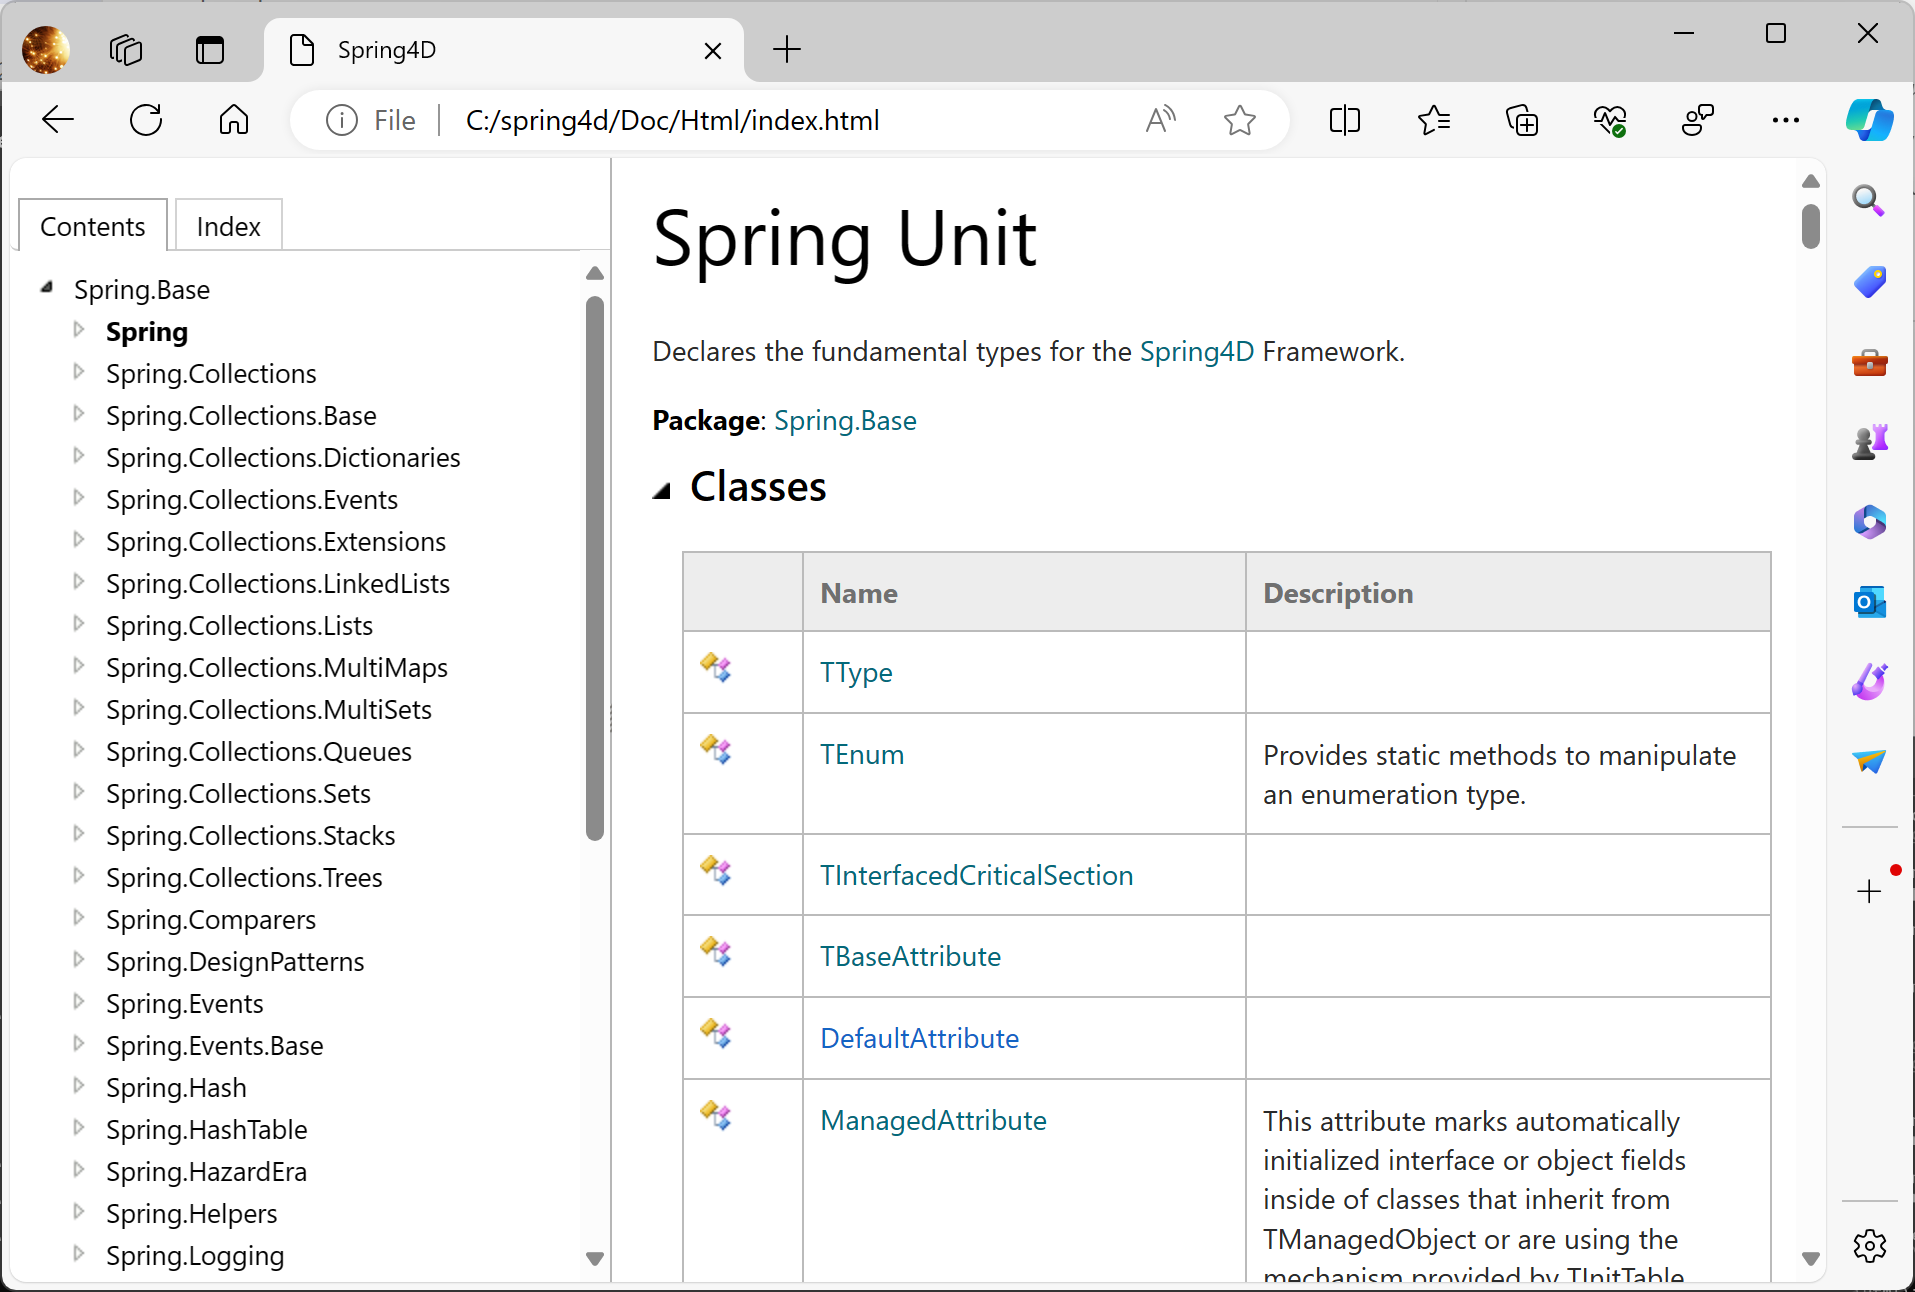 Spring4D
File
C:/spring4d/Doc/Html/index.html
Contents
Index
Spring.Base
Spring
Spring.Collections
Spring.Collections.Base
Spring.Collections.Dictionaries
Spring.Collections.Events
Spring.Collections.Extensions
Spring.Collections.LinkedLists
Spring.Collections.Lists
Spring.Collections.MultiMaps
Spring.Collections.MultiSets
Spring.Collections.Queues
Spring.Collections.Sets
Spring.Collections.Stacks
Spring.Collections.Trees
Spring.Comparers
Spring.DesignPatterns
Spring.Events
Spring.Events.Base
Spring.Hash
Spring.HashTable
Spring.HazardEra
Spring.Helpers
Spring.Logging
Spring Unit
Declares the fundamental types for the Spring4D Framework.
Package: Spring.Base
Classes
Name Description
TType
TEnum Provides static methods to manipulate
an enumeration type.
TInterfacedCriticalSection
TBaseAttribute
DefaultAttribute
ManagedAttribute This attribute marks automatically
initialized interface or object fields
inside of classes that inherit from
TManagedObject or are using the
mechanism provided by TInitTable